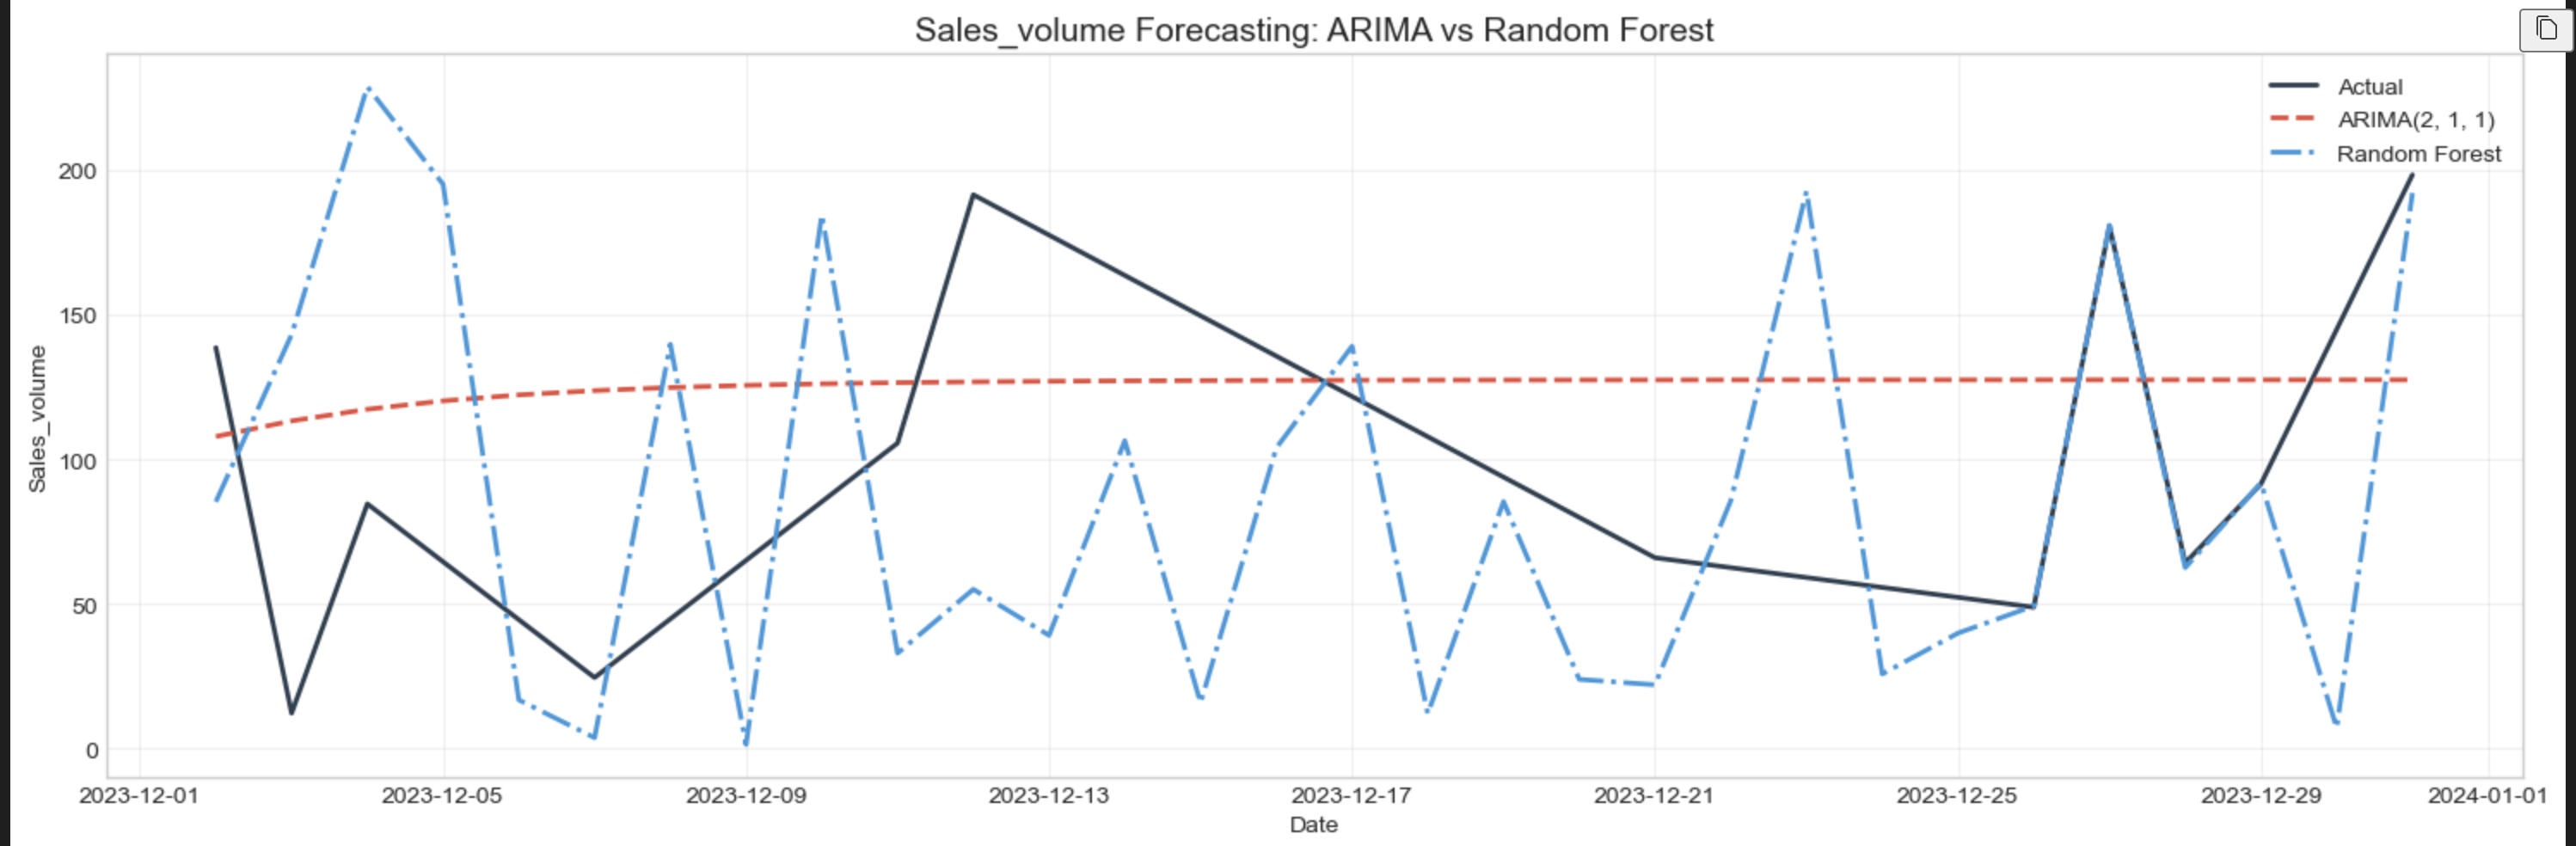 Sales_volume Forecasting: ARIMA vs Random Forest
Actual
ARIMA(2, 1, 1)
Random Forest
200
150
100
50
0
Sales_volume
2023-12-01 2023-12-05 2023-12-09 2023-12-13 2023-12-17 2023-12-21 2023-12-25 2023-12-29 2024-01-01
Date